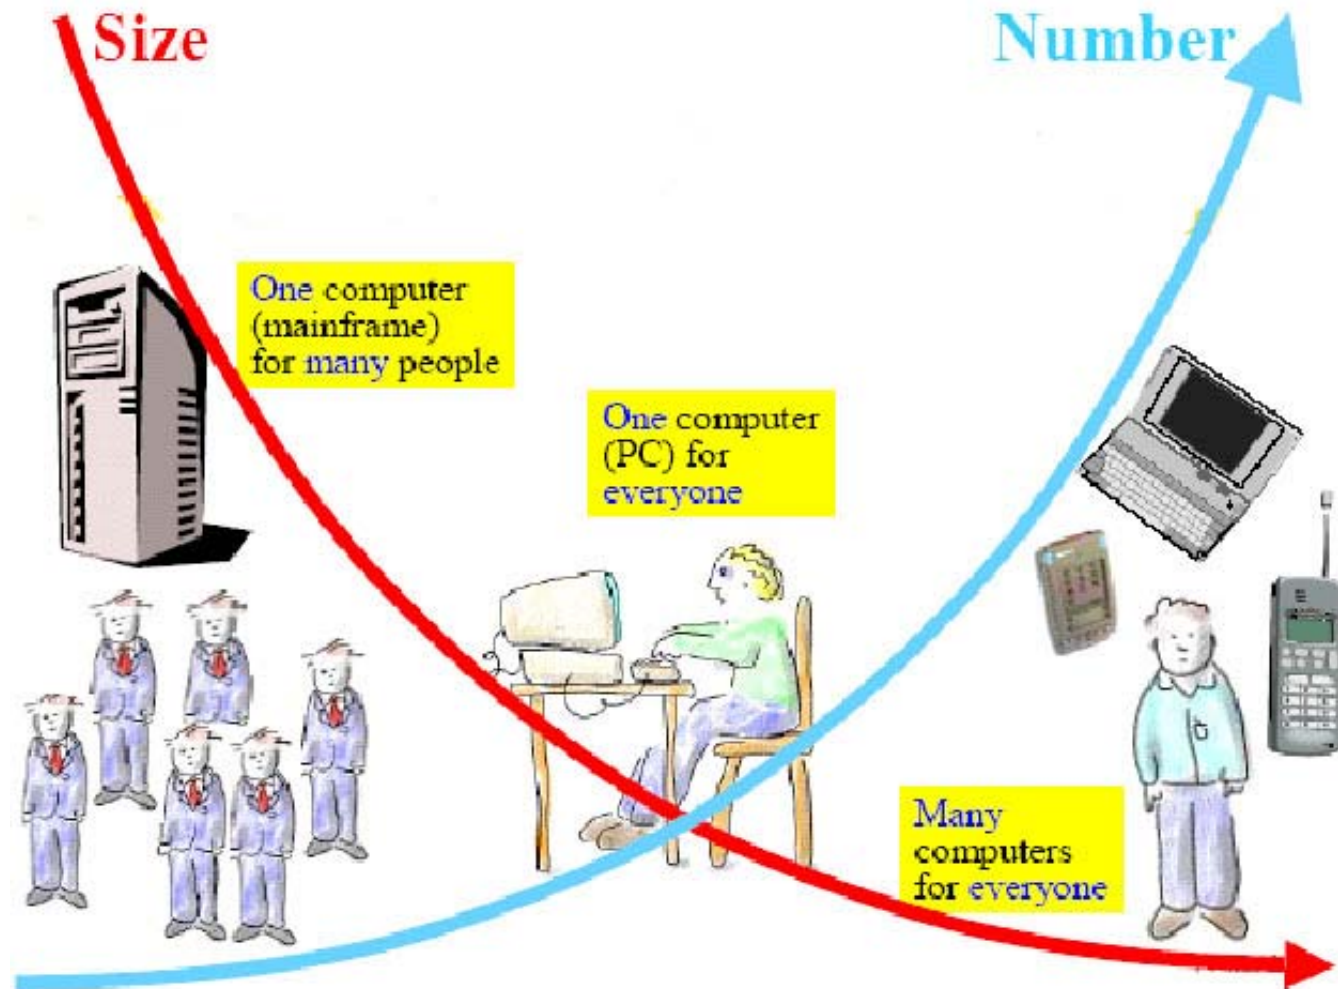 Size
Number
One computer
(mainframe)
for many people
One computer
(PC) for
everyone
Many
computers
for everyone